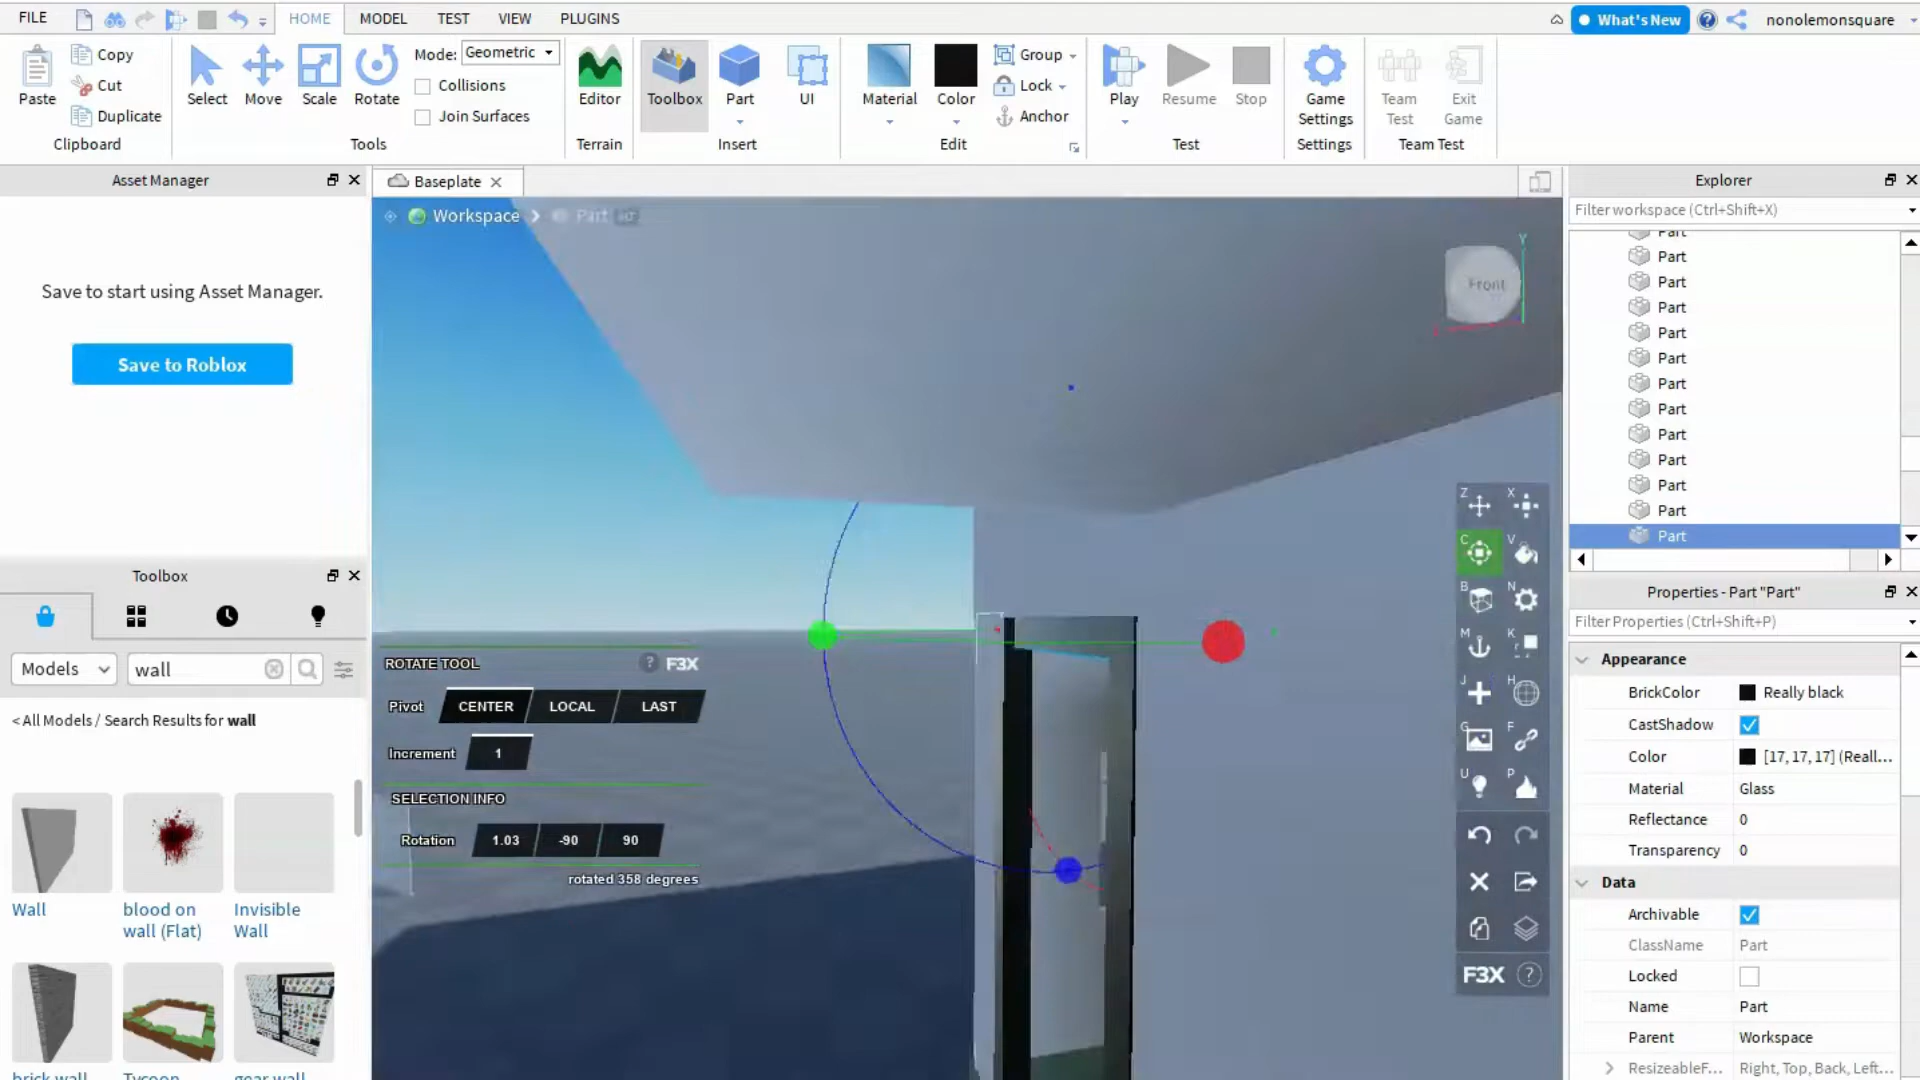 FILE
HOME
MODEL
TEST
VIEW
PLUGINS
What's New
nonolemonsquare
Paste
Copy
Cut
Duplicate
Clipboard
Select
Move
Scale
Rotate
Mode: Geometric
Collisions
Join Surfaces
Tools
Editor
Terrain
Toolbox
Part
UI
Insert
Material
Color
Group
Lock
Anchor
Edit
Play
Resume
Stop
Test
Game
Settings
Settings
Team
Test
Exit
Game
Team Test
Asset Manager
Save to start using Asset Manager.
Save to Roblox
Toolbox
Models
wall
< All Models / Search Results for wall
Wall
blood on
wall (Flat)
Invisible
Wall
brick wall
Tycoon
gear wall
Baseplate
Workspace
Part
Front
Y
ROTATE TOOL
F3X
Pivot CENTER LOCAL LAST
Increment 1
SELECTION INFO
Rotation 1.03 -90 90
rotated 358 degrees
Z X
C V
B N
M K
J H
G F
U P
F3X ?
Explorer
Filter workspace (Ctrl+Shift+X)
Part
Part
Part
Part
Part
Part
Part
Part
Part
Part
Part
Part
Part
Properties - Part "Part"
Filter Properties (Ctrl+Shift+P)
Appearance
BrickColor Really black
CastShadow
Color [17, 17, 17] (Reall...
Material Glass
Reflectance 0
Transparency 0
Data
Archivable
ClassName Part
Locked
Name Part
Parent Workspace
ResizeableF... Right, Top, Back, Left...